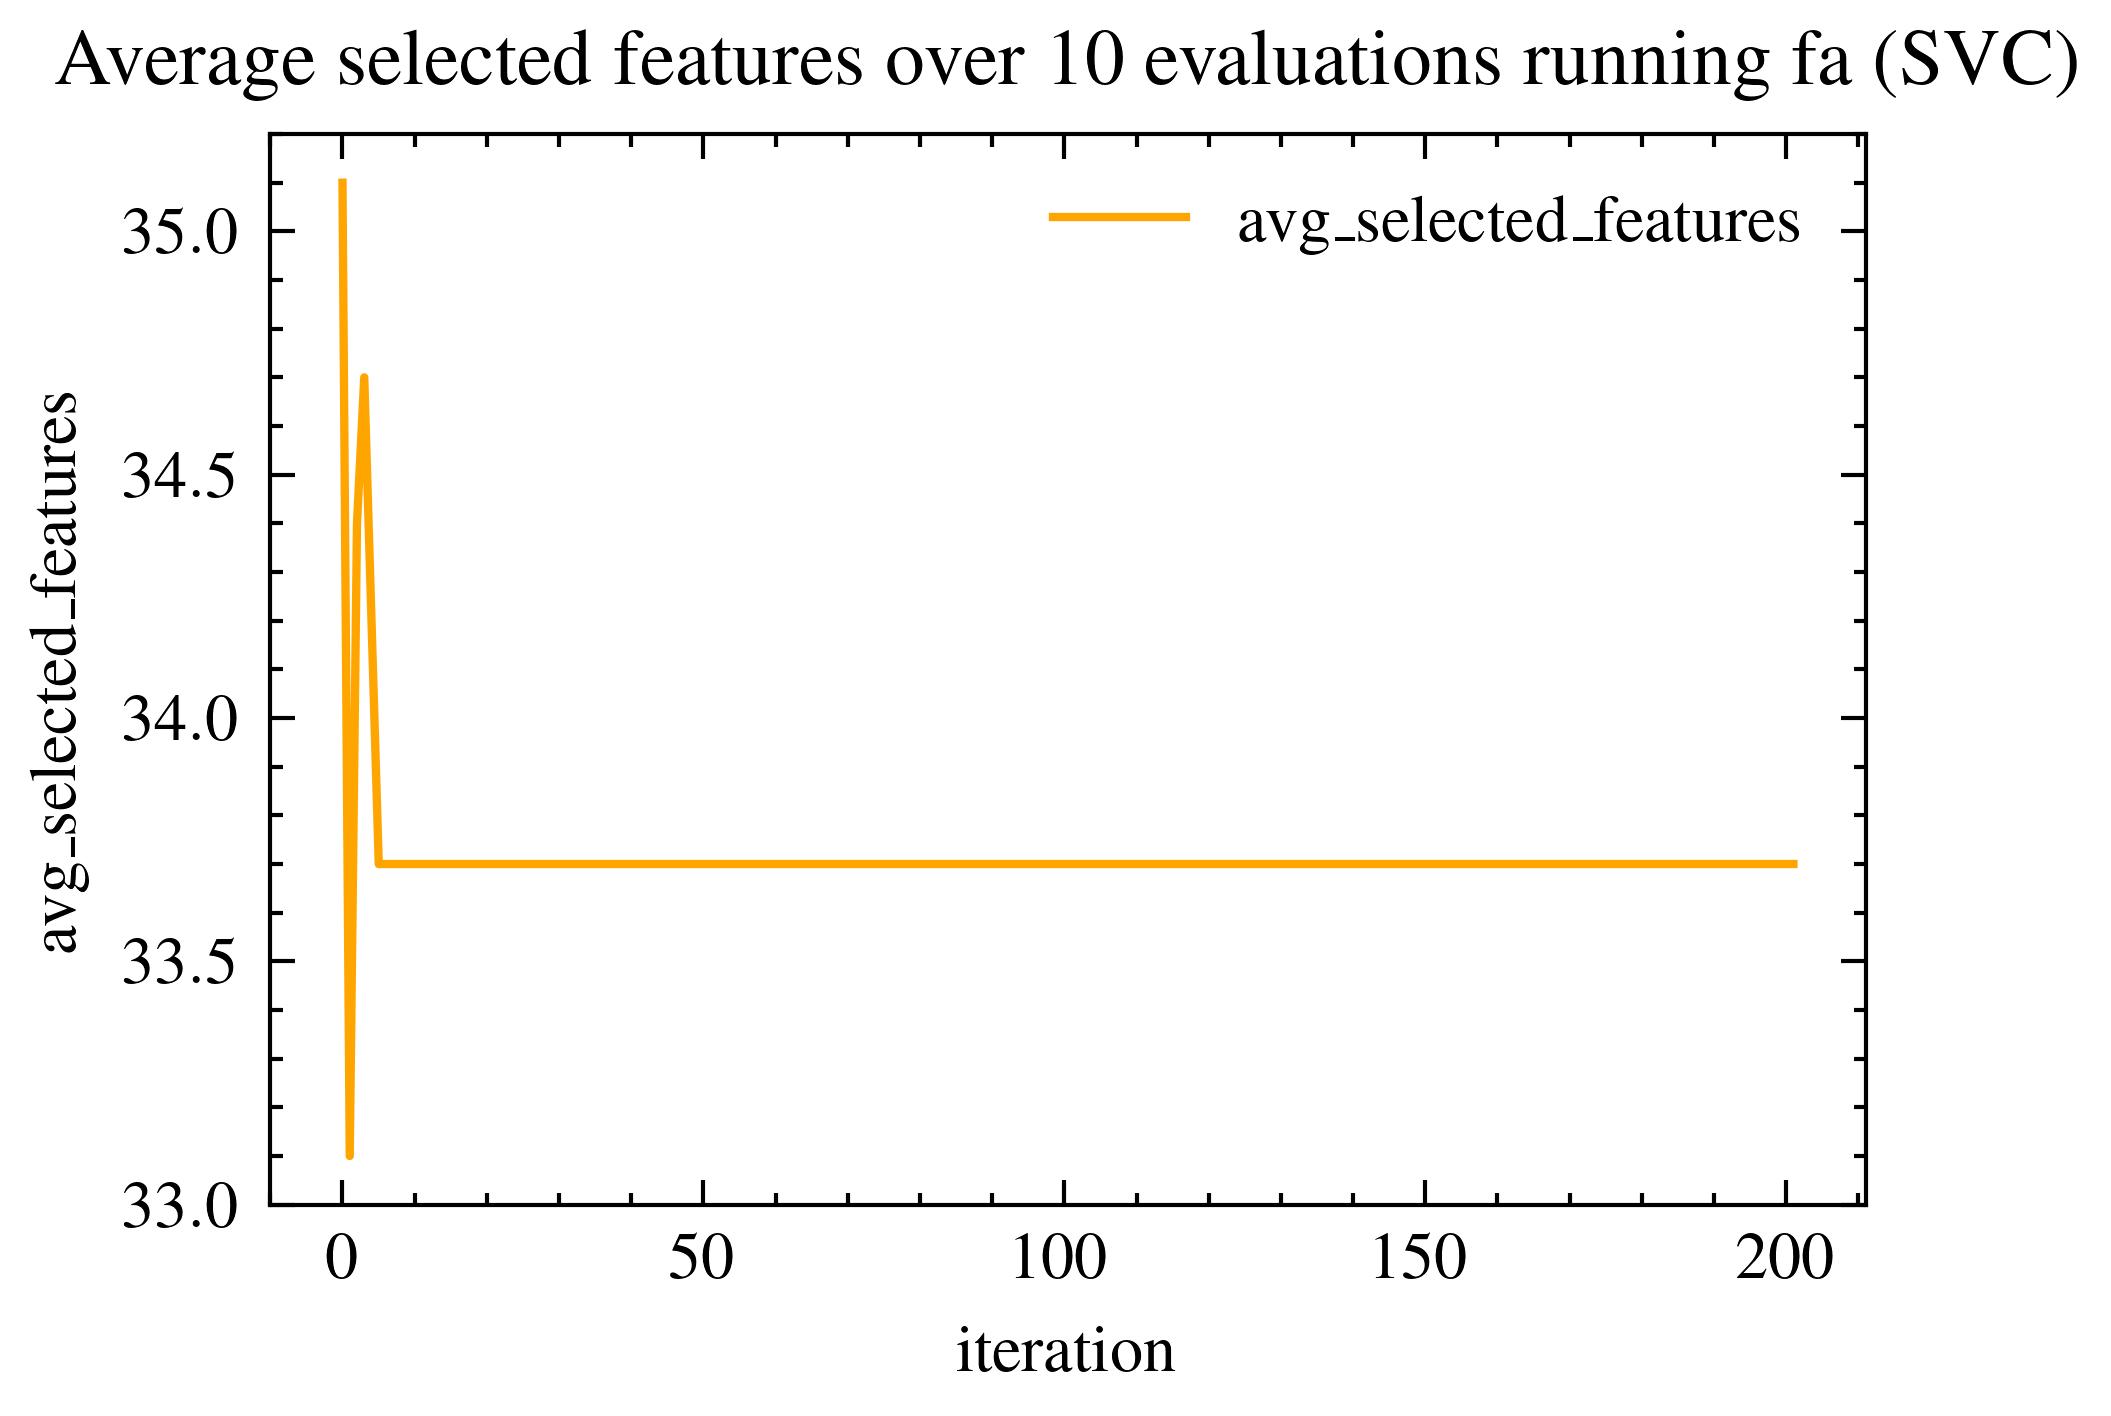 Average selected features over 10 evaluations running fa (SVC)
avg_selected_features
35.0
34.5
34.0
33.5
33.0
0 50 100 150 200
iteration
avg_selected_features